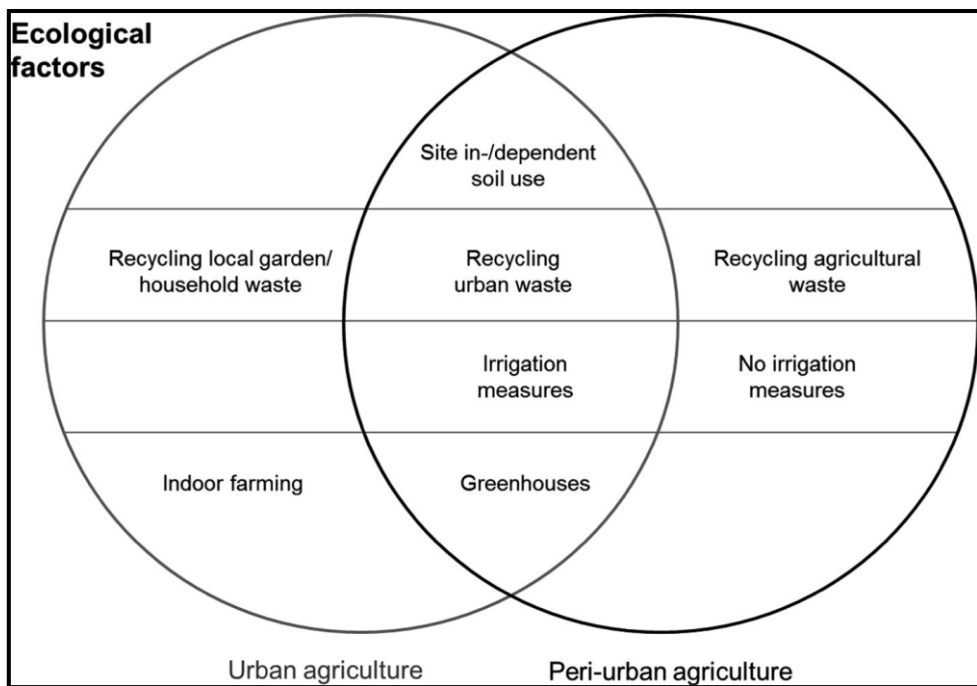 Ecological
factors
Site in-/dependent
soil use
Recycling local garden/
household waste
Recycling
urban waste
Recycling agricultural
waste
Irrigation
measures
No irrigation
measures
Indoor farming
Greenhouses
Urban agriculture
Peri-urban agriculture